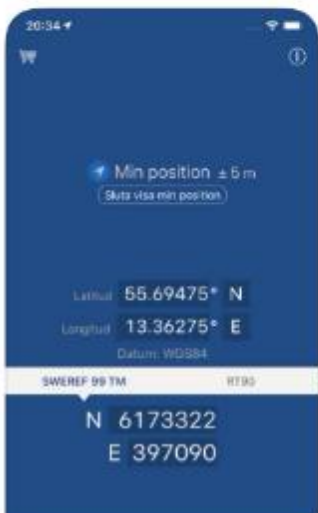 20:34
Min position ± 5 m
Sluta visa min position
Latitud 55.69475° N
Longitud 13.36275° E
Datum: WGS84
SWEREF 99 TM RT90
N 6173322
E 397090